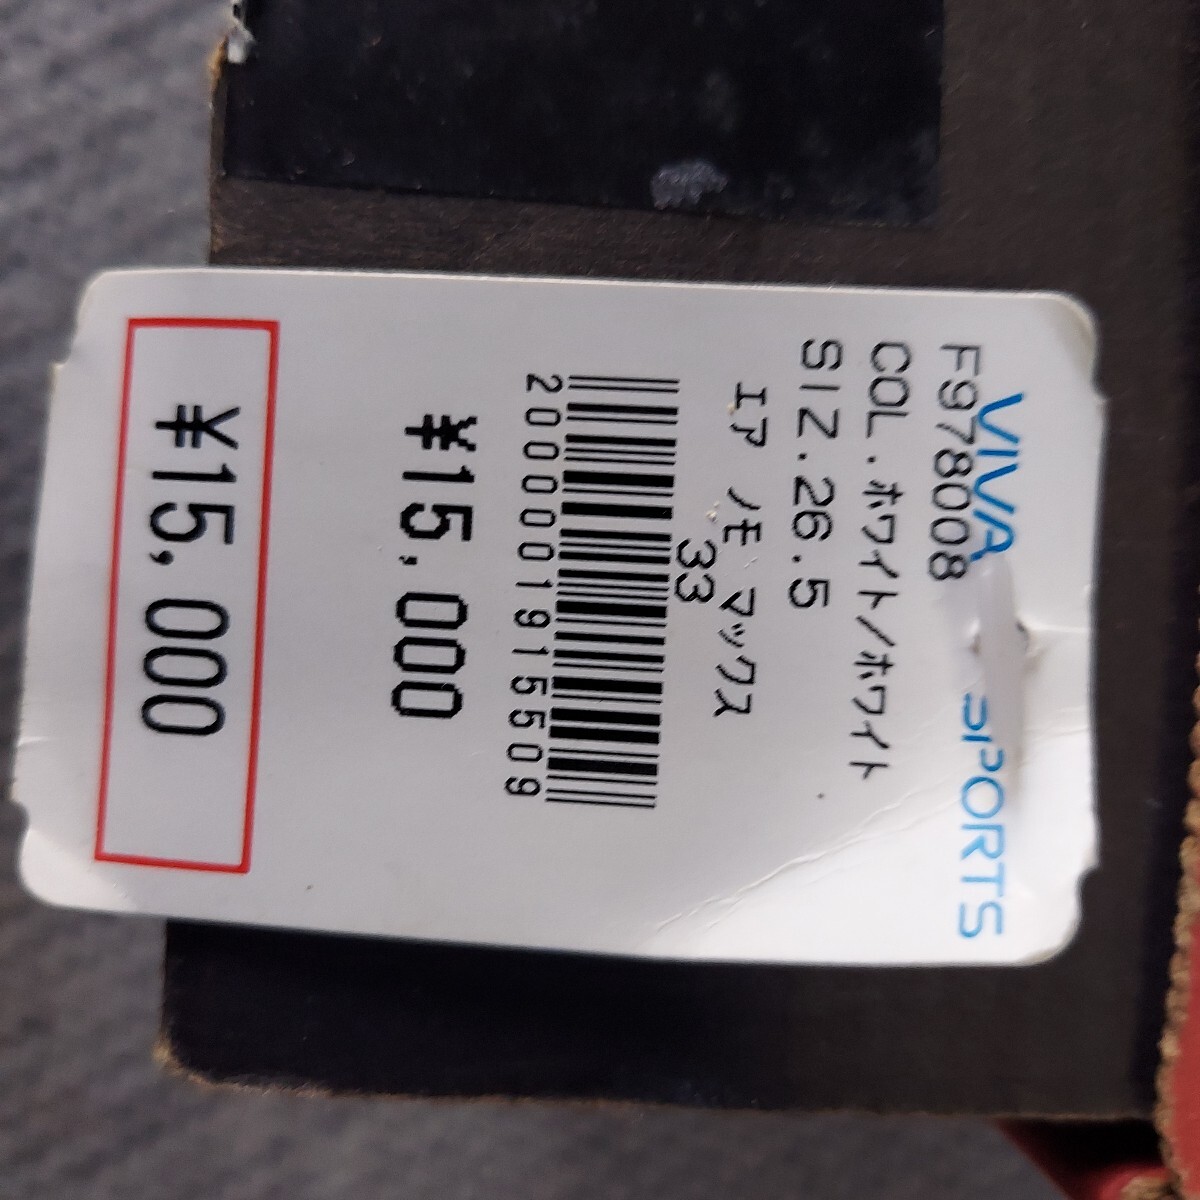 VIVA SPORTS
F978008
COL.ホワイト/ホワイト
SIZ.26.5
エア ノモ マックス
33
2000001915509
¥15,000
¥15,000